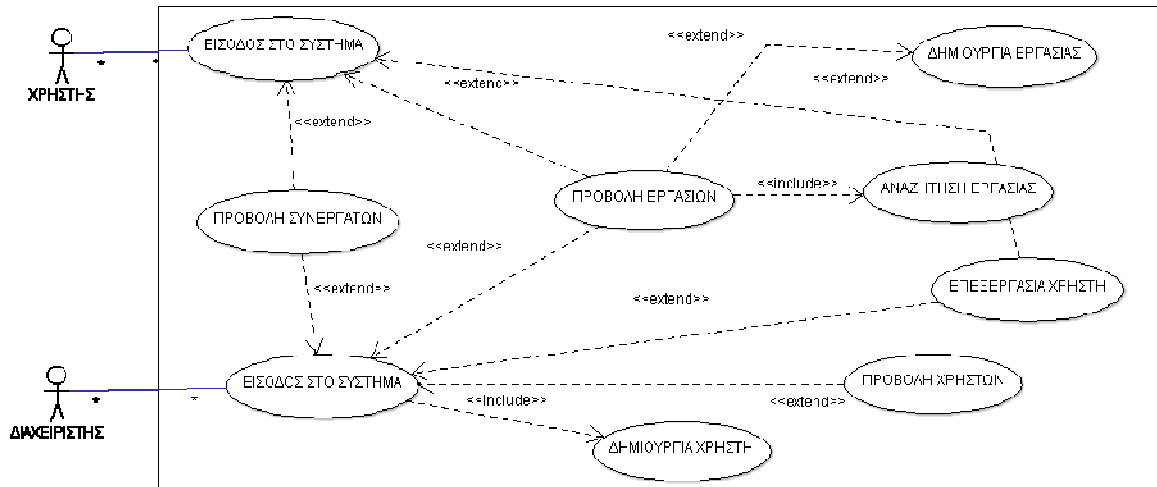 ΕΙΣΟΔΟΣ ΣΤΟ ΣΥΣΤΗΜΑ
<<extend>>
ΔΗΜΙΟΥΡΓΙΑ ΕΡΓΑΣΙΑΣ
* *
ΧΡΗΣΤΗΣ
<<extend>>
<<extend>>
<<extend>>
ΠΡΟΒΟΛΗ ΣΥΝΕΡΓΑΤΩΝ
ΠΡΟΒΟΛΗ ΕΡΓΑΣΙΩΝ
<<include>>
ΑΝΑΖΗΤΗΣΗ ΕΡΓΑΣΙΑΣ
<<extend>>
<<extend>>
<<extend>>
ΕΠΕΞΕΡΓΑΣΙΑ ΧΡΗΣΤΗ
ΕΙΣΟΔΟΣ ΣΤΟ ΣΥΣΤΗΜΑ
ΠΡΟΒΟΛΗ ΧΡΗΣΤΩΝ
* *
<<include>>
<<extend>>
ΔΙΑΧΕΙΡΙΣΤΗΣ
ΔΗΜΙΟΥΡΓΙΑ ΧΡΗΣΤΗ